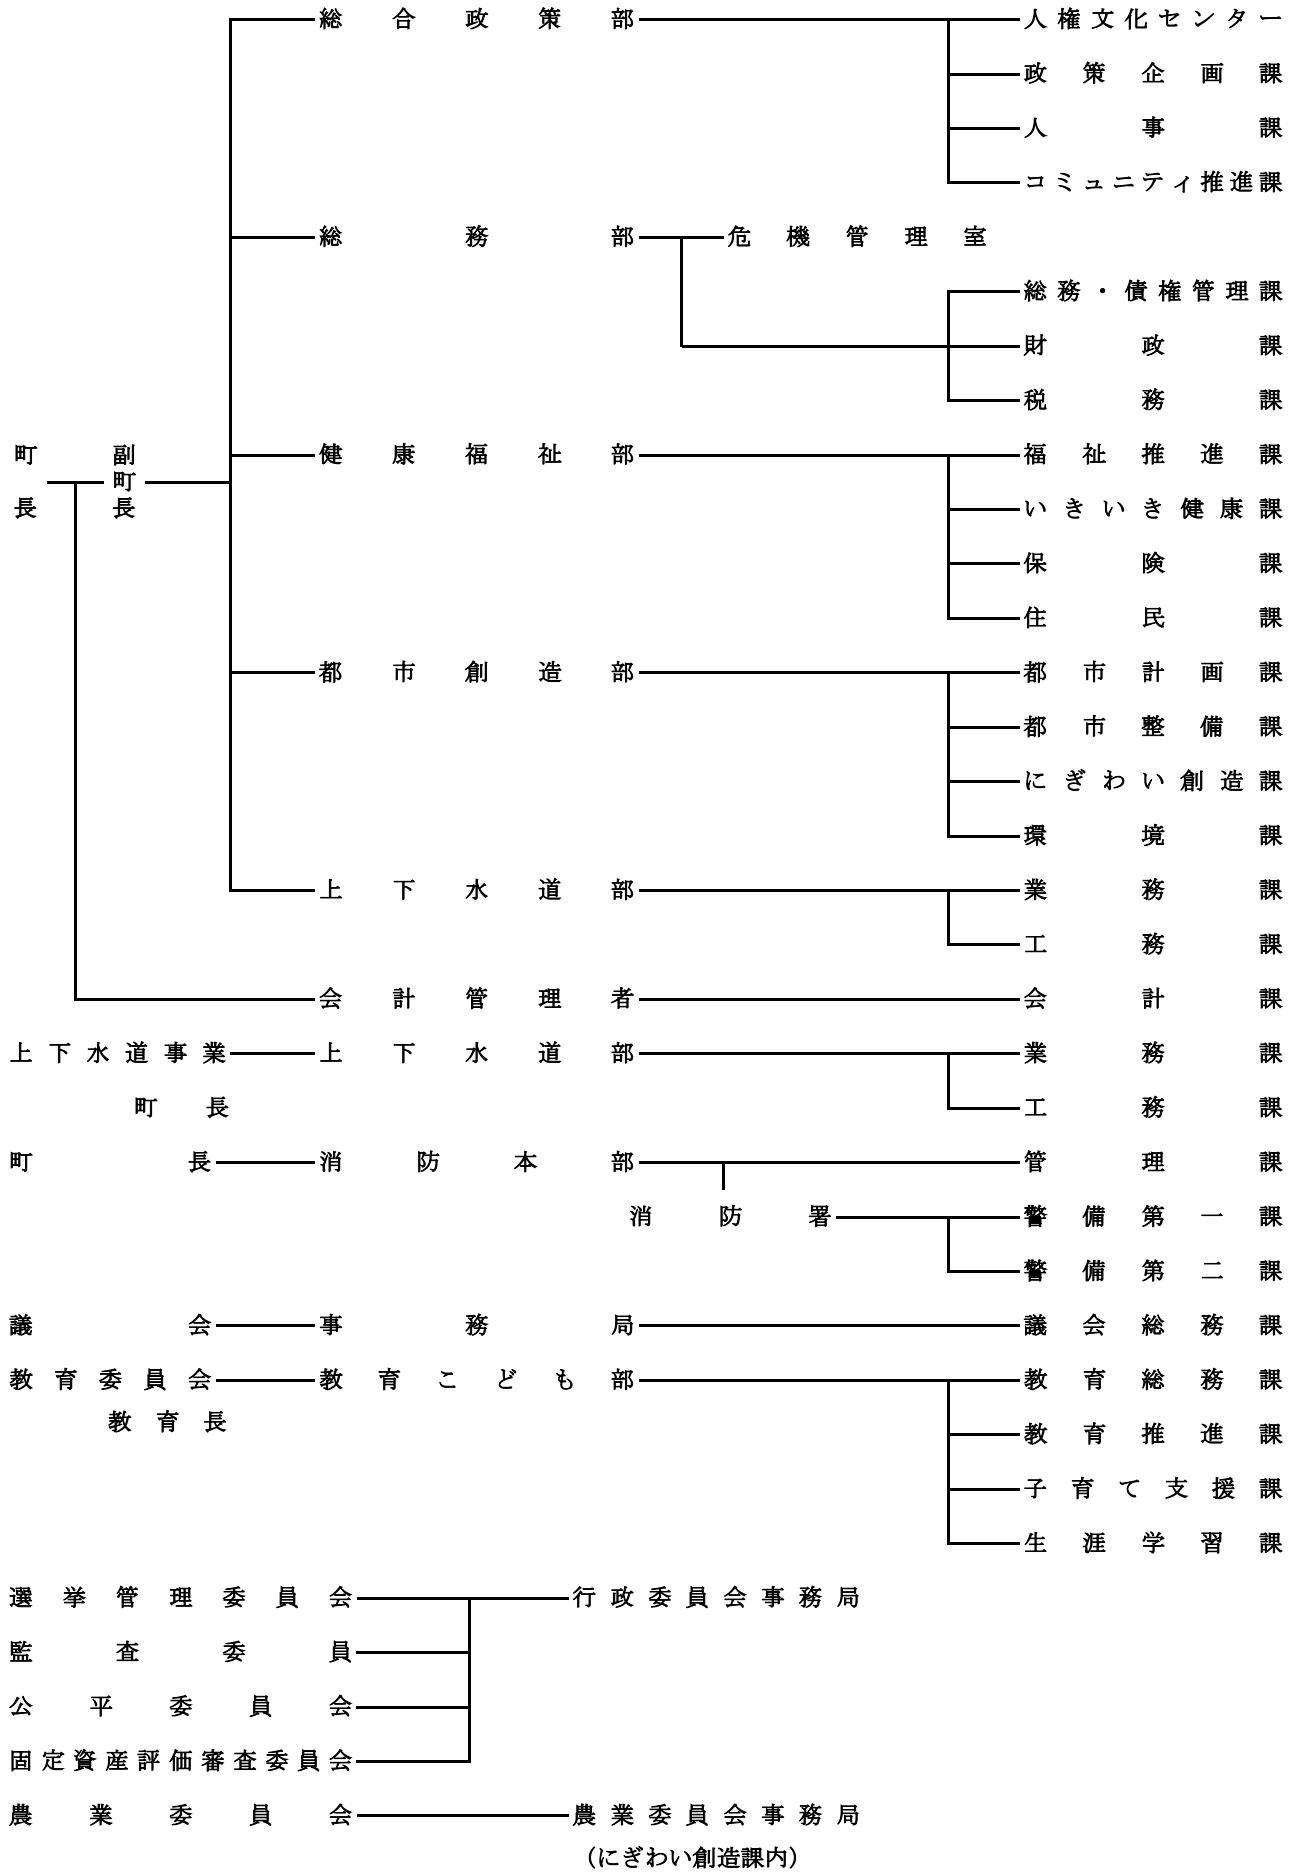 総合政策部 人権文化センター
政策企画課
人事課
コミュニティ推進課
総務部 危機管理室
総務・債権管理課
財政課
税務課
町長 副町長 健康福祉部 福祉推進課
いきいき健康課
保険課
住民課
都市創造部 都市計画課
都市整備課
にぎわい創造課
環境課
上下水道部 業務課
工務課
会計管理者 会計課
上下水道事業 上下水道部 業務課
町長 工務課
町長 消防本部 管理課
消防署 警備第一課
警備第二課
議会 事務局 議会総務課
教育委員会 教育こども部 教育総務課
教育長
教育推進課
子育て支援課
生涯学習課
選挙管理委員会 行政委員会事務局
監査委員
公平委員会
固定資産評価審査委員会
農業委員会 農業委員会事務局
（にぎわい創造課内）